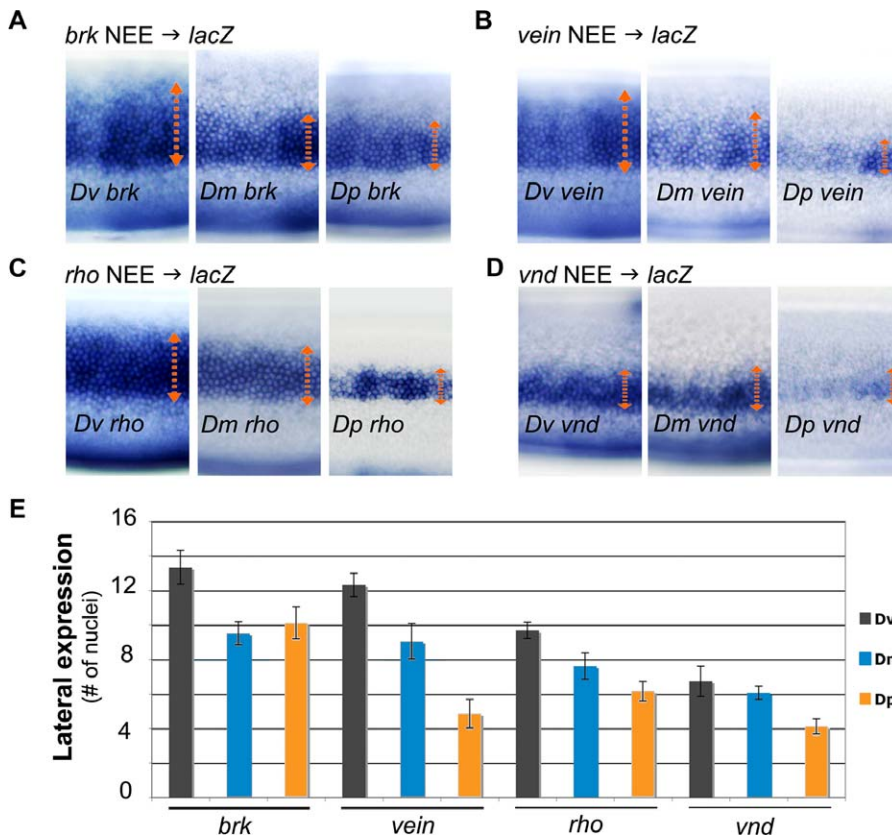 A
brk NEE → lacZ
Dv brk
Dm brk
Dp brk
B
vein NEE → lacZ
Dv vein
Dm vein
Dp vein
C
rho NEE → lacZ
Dv rho
Dm rho
Dp rho
D
vnd NEE → lacZ
Dv vnd
Dm vnd
Dp vnd
E
Lateral expression
(# of nuclei)
16
12
8
4
0
brk
vein
rho
vnd
Dv
Dp